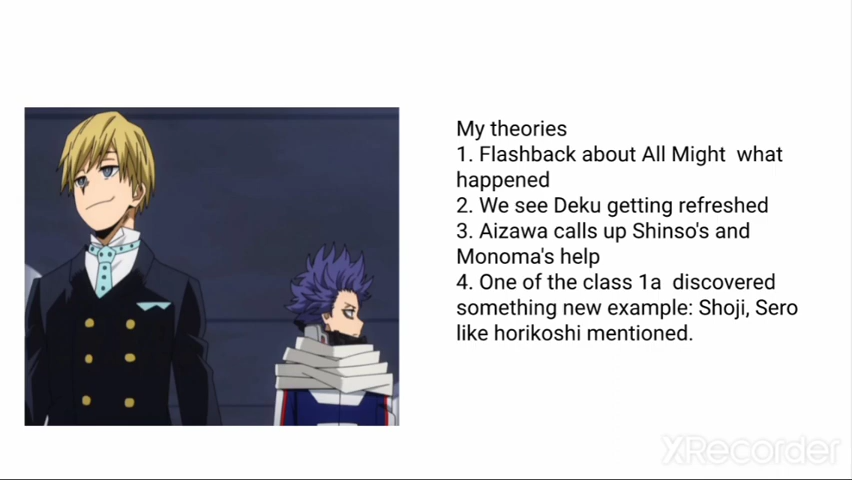 My theories
1. Flashback about All Might  what
happened
2. We see Deku getting refreshed
3. Aizawa calls up Shinso's and
Monoma's help
4. One of the class 1a  discovered
something new example: Shoji, Sero
like horikoshi mentioned.
XRecorder